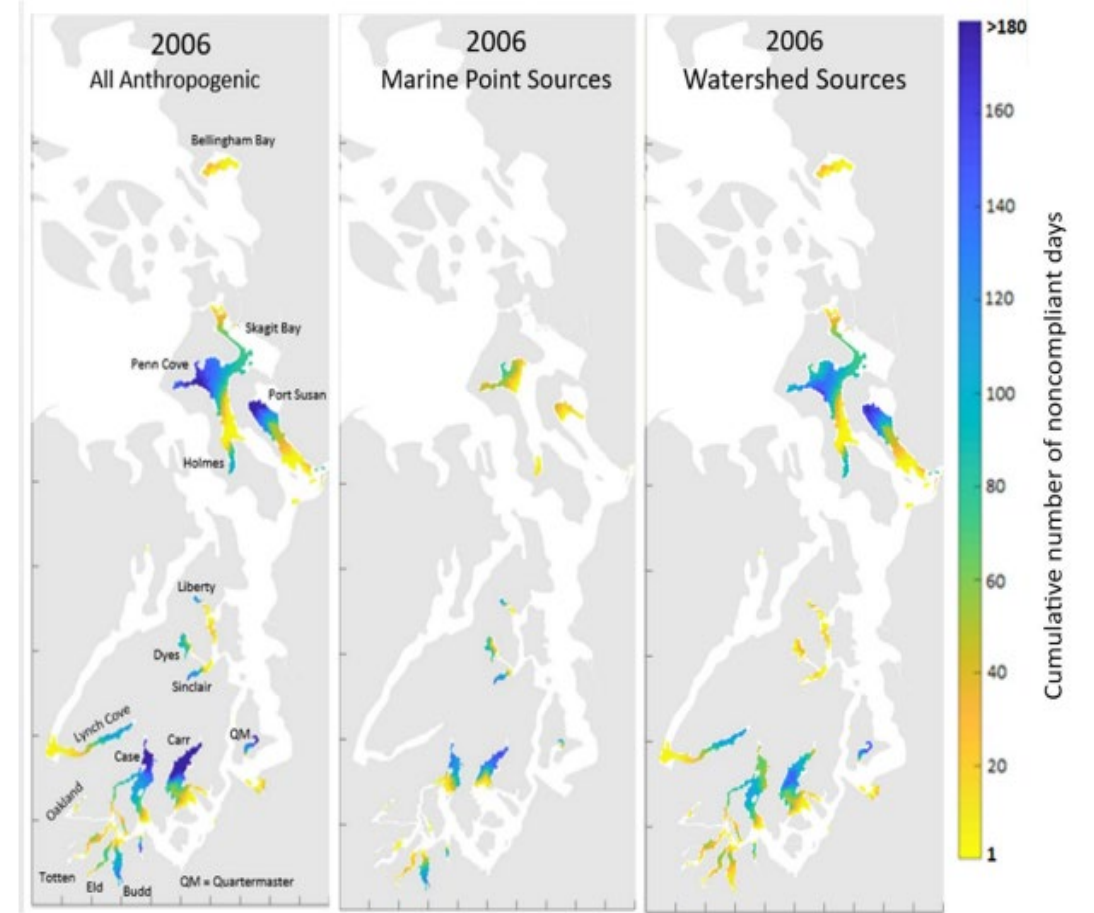 2006
All Anthropogenic
2006
Marine Point Sources
2006
Watershed Sources
Bellingham Bay
Skagit Bay
Penn Cove
Port Susan
Holmes
Liberty
Dyes
Sinclair
Lynch Cove
Case
Carr
QM
Oakland
Totten
Eld
Budd
QM = Quartermaster
>180
160
140
120
100
80
60
40
20
1
Cumulative number of noncompliant days